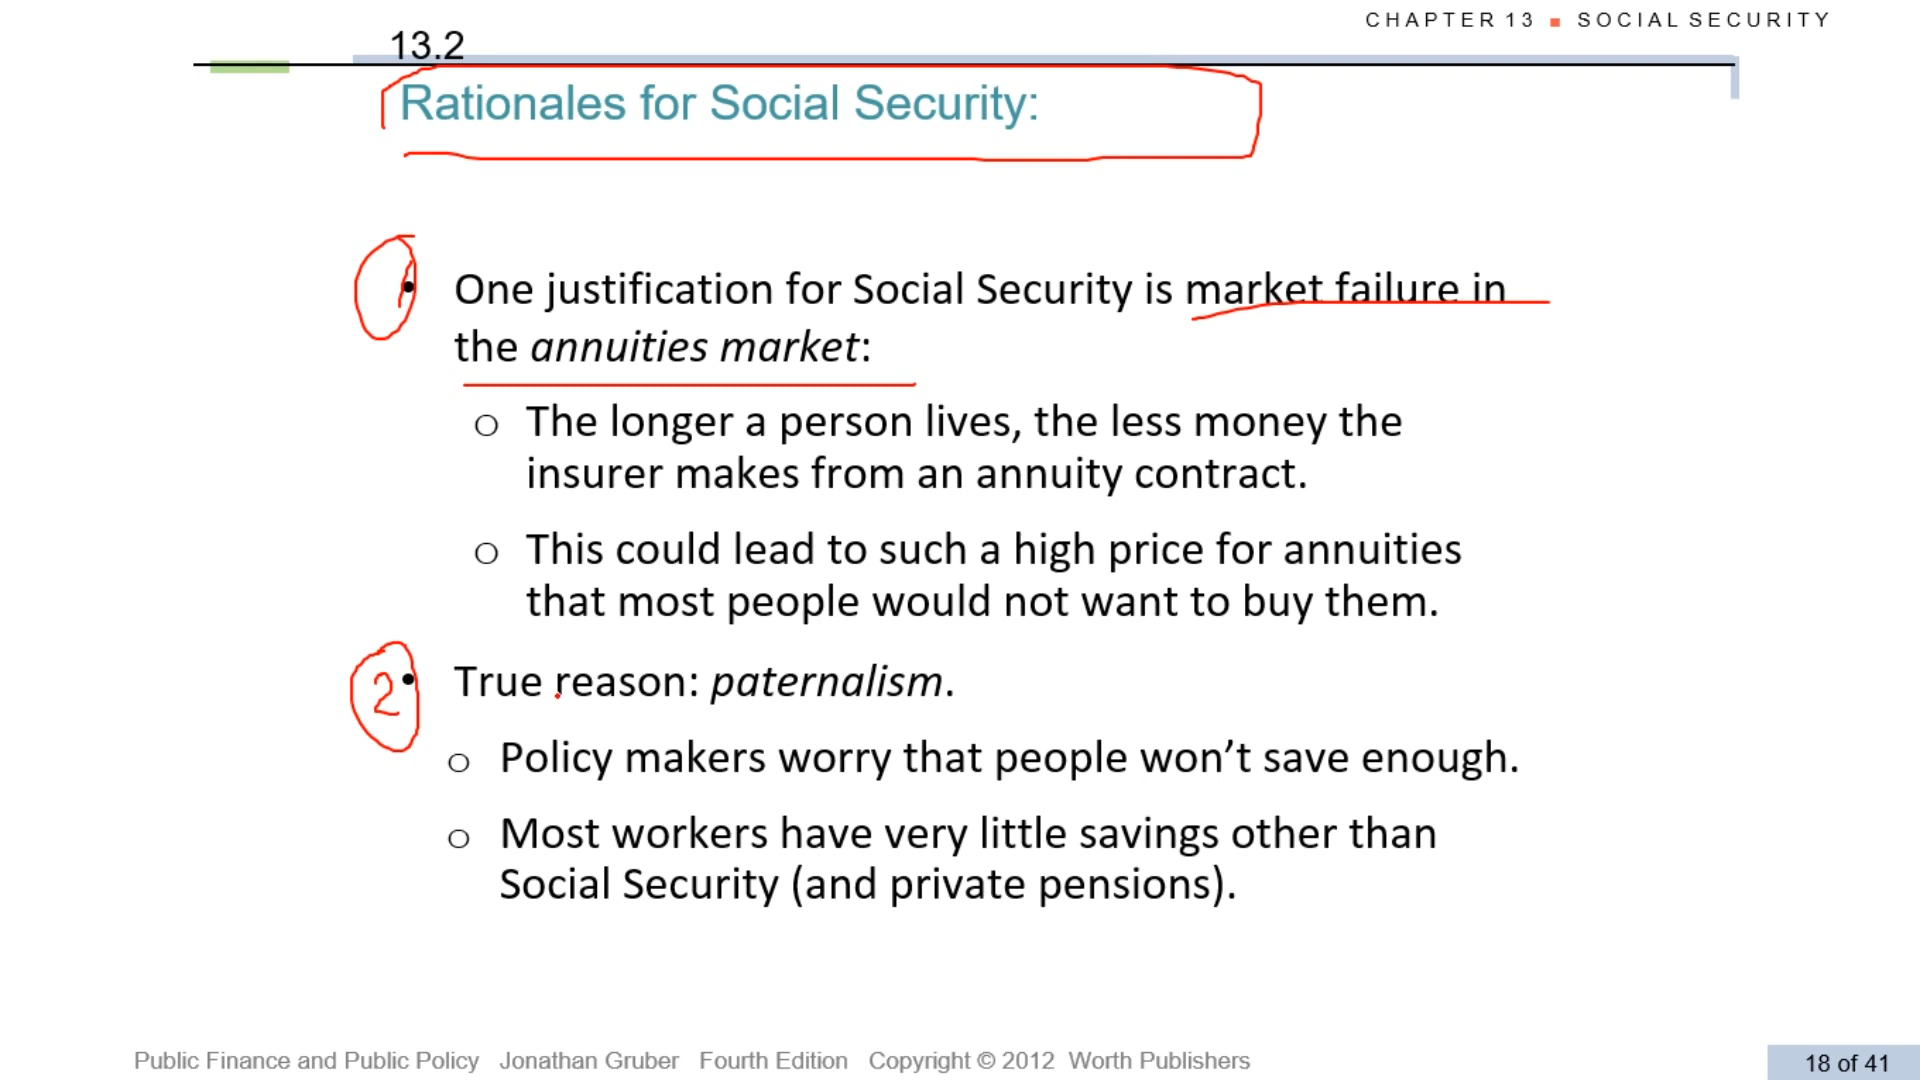 CHAPTER 13 ■ SOCIAL SECURITY
13.2
Rationales for Social Security:
1
• One justification for Social Security is market failure in
the annuities market:
o The longer a person lives, the less money the
insurer makes from an annuity contract.
o This could lead to such a high price for annuities
that most people would not want to buy them.
2
• True reason: paternalism.
o Policy makers worry that people won’t save enough.
o Most workers have very little savings other than
Social Security (and private pensions).
Public Finance and Public Policy Jonathan Gruber Fourth Edition Copyright © 2012 Worth Publishers
18 of 41